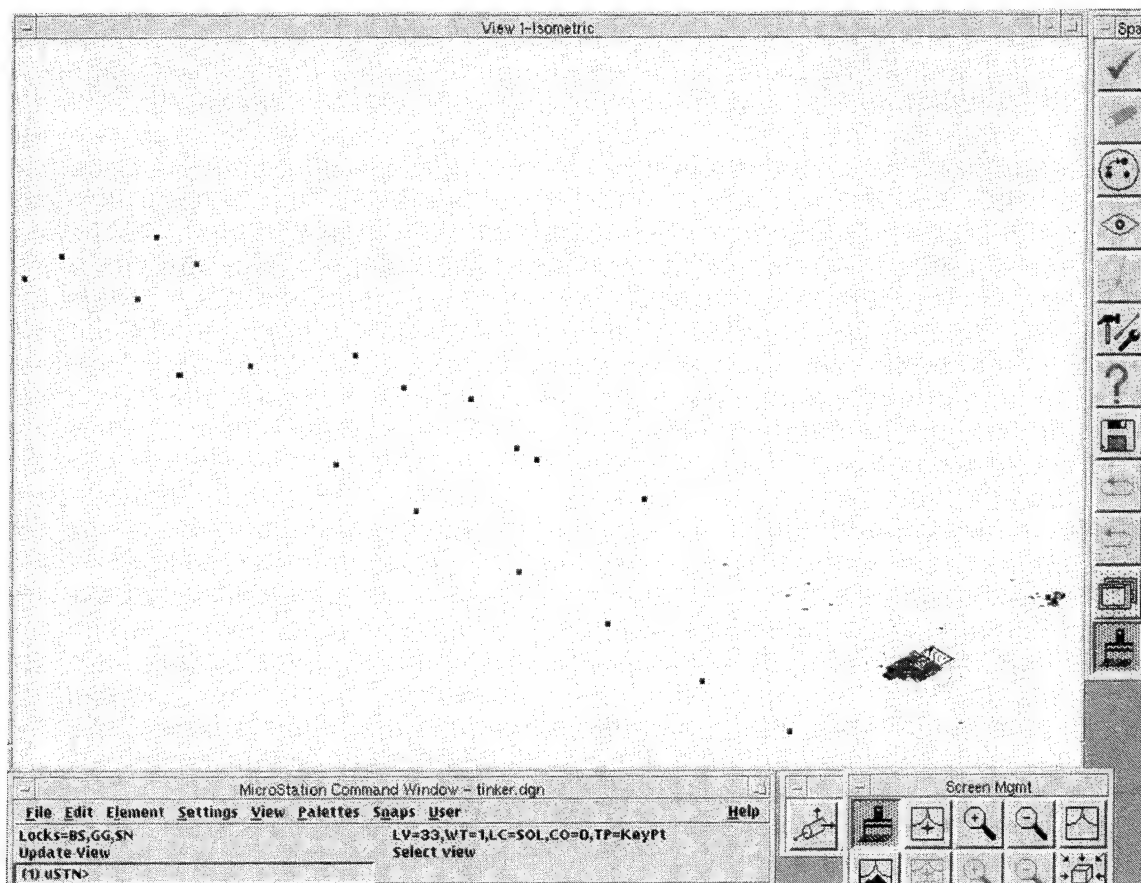 View 1-Isometric
Spa
MicroStation Command Window - tinker.dgn
Screen Mgmt
File Edit Element Settings View Palettes Snaps User Help
Locks=BS,GG,SN LV=33,WT=1,LC=SOL,CO=0,TP=KeyPt
Update View Select view
(1) uSTN>